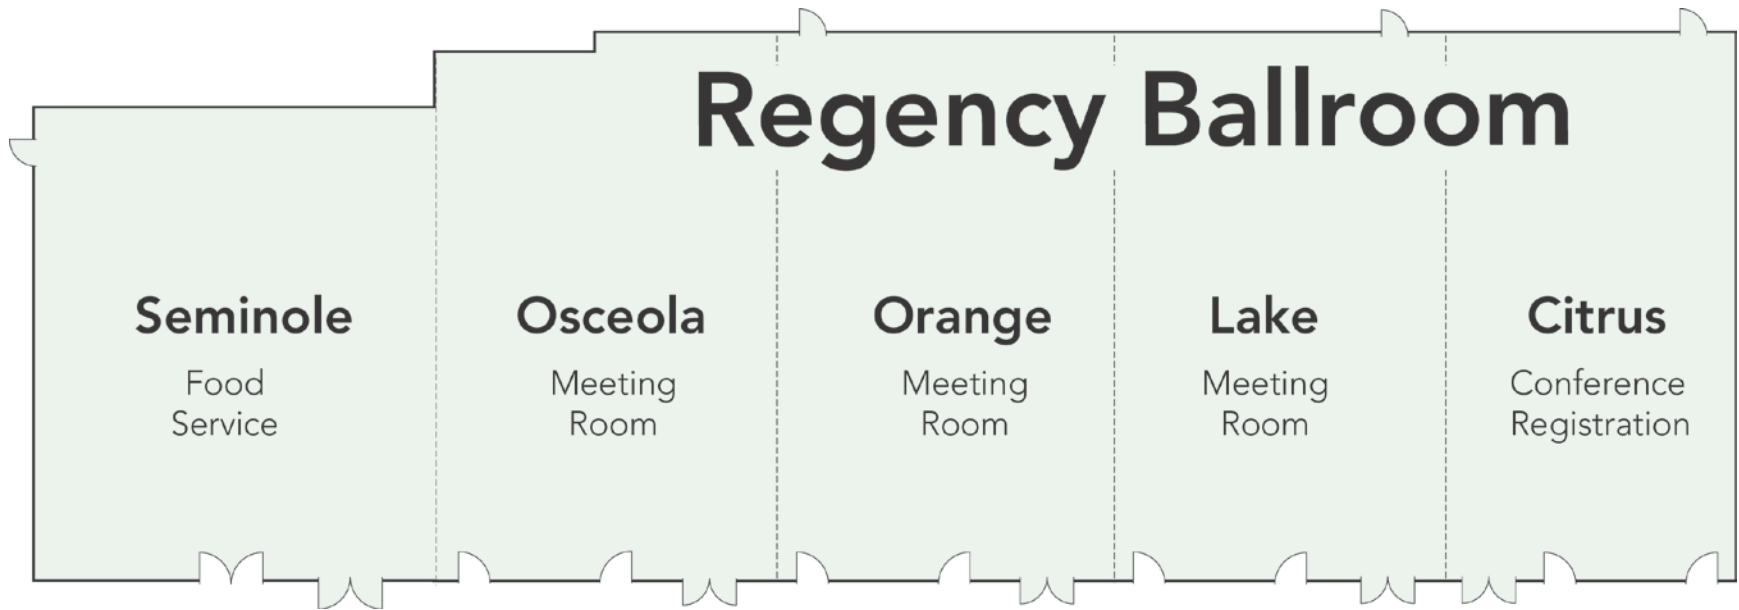 Regency Ballroom
Seminole
Food
Service
Osceola
Meeting
Room
Orange
Meeting
Room
Lake
Meeting
Room
Citrus
Conference
Registration